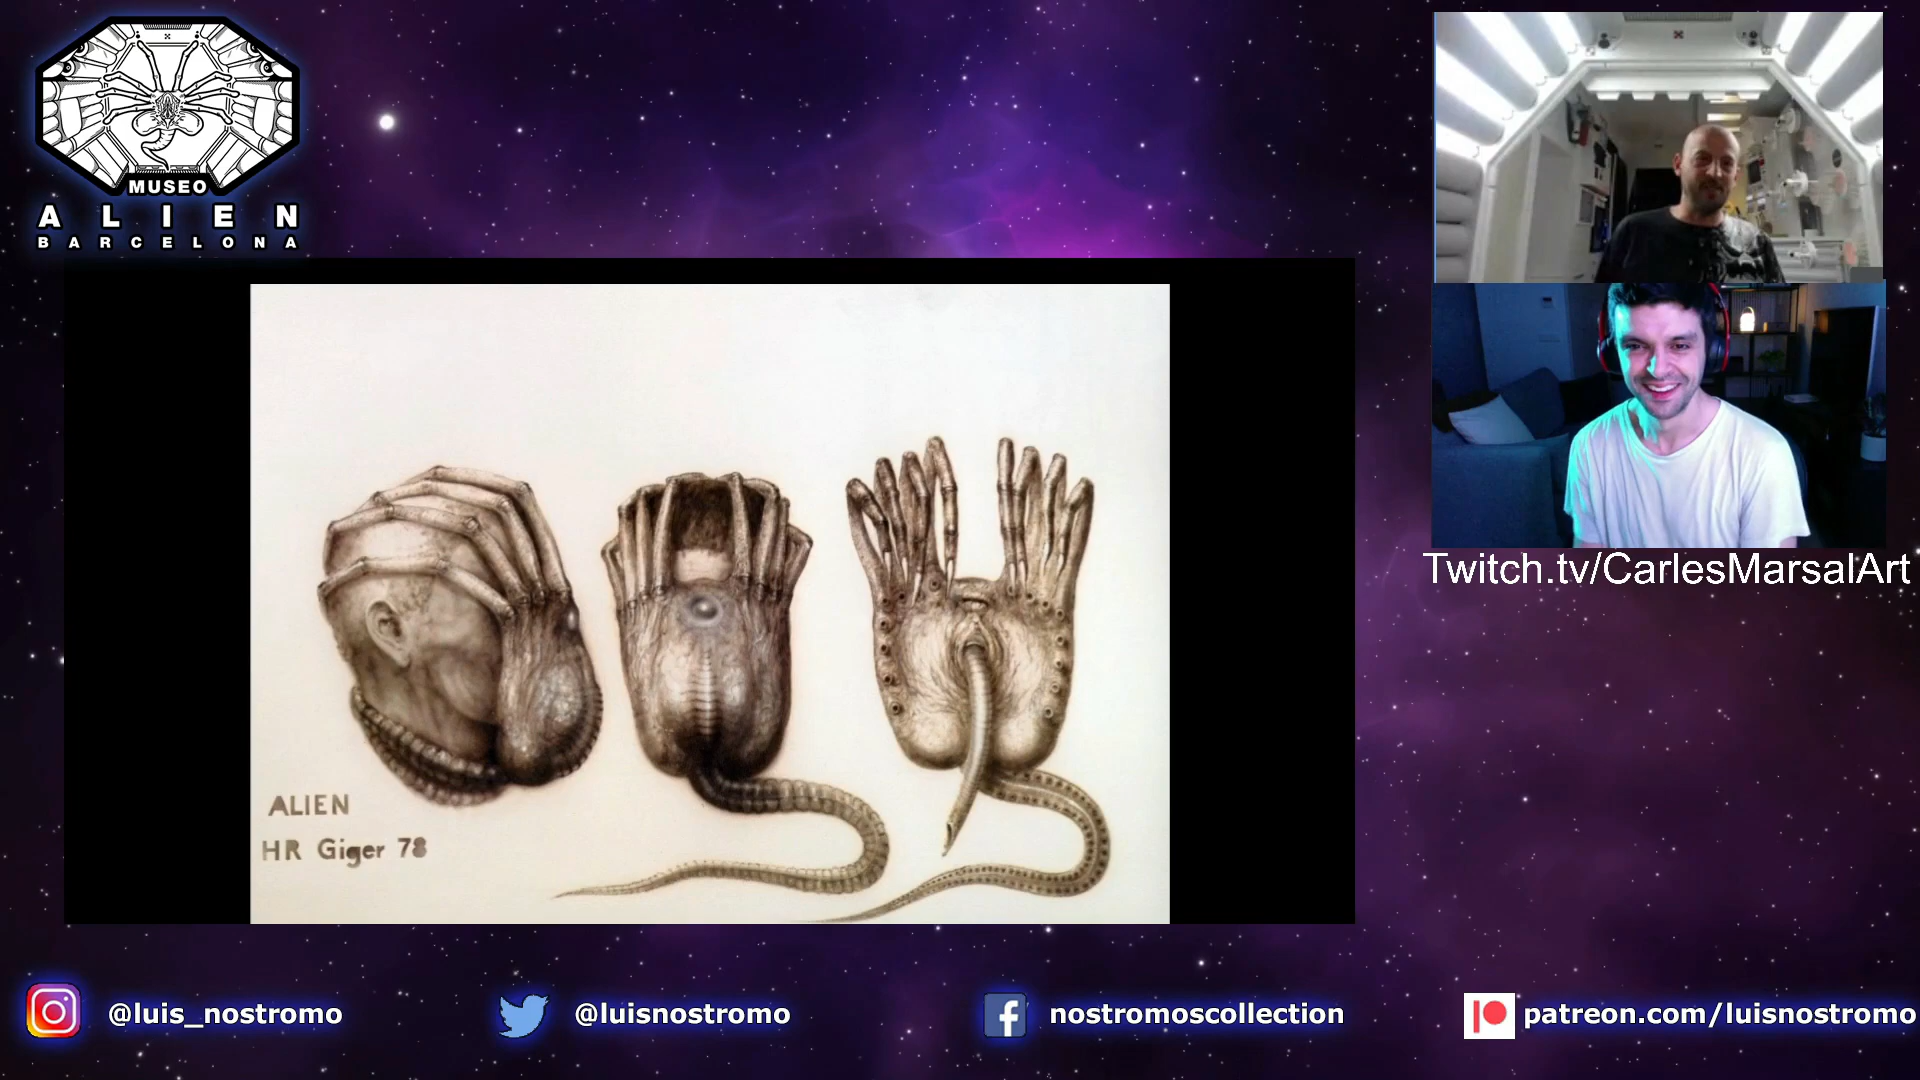 MUSEO
ALIEN
BARCELONA
Twitch.tv/CarlesMarsalArt
ALIEN
HR Giger 78
@luis_nostromo
@luisnostromo
nostromoscollection
patreon.com/luisnostromo